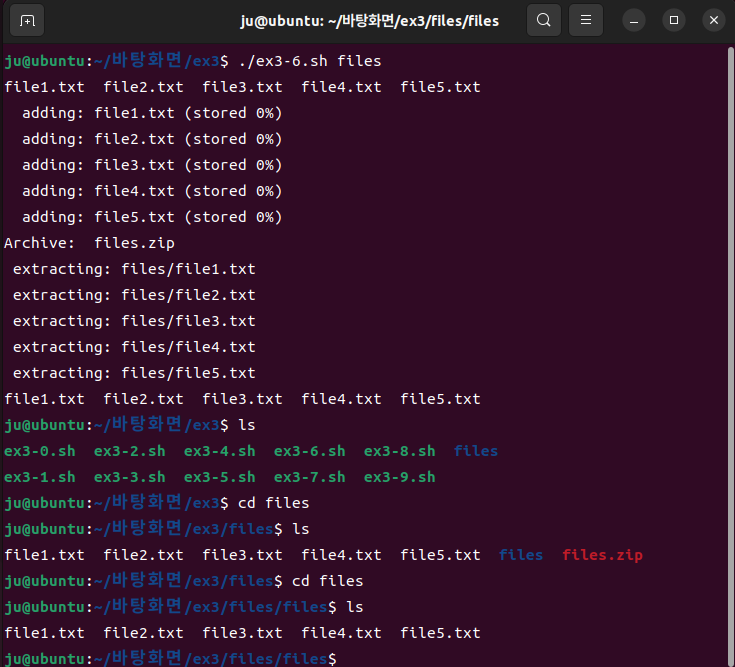 ju@ubuntu: ~/바탕화면/ex3/files/files
ju@ubuntu:~/바탕화면/ex3$ ./ex3-6.sh files
file1.txt  file2.txt  file3.txt  file4.txt  file5.txt
  adding: file1.txt (stored 0%)
  adding: file2.txt (stored 0%)
  adding: file3.txt (stored 0%)
  adding: file4.txt (stored 0%)
  adding: file5.txt (stored 0%)
Archive:  files.zip
 extracting: files/file1.txt
 extracting: files/file2.txt
 extracting: files/file3.txt
 extracting: files/file4.txt
 extracting: files/file5.txt
file1.txt  file2.txt  file3.txt  file4.txt  file5.txt
ju@ubuntu:~/바탕화면/ex3$ ls
ex3-0.sh  ex3-2.sh  ex3-4.sh  ex3-6.sh  ex3-8.sh  files
ex3-1.sh  ex3-3.sh  ex3-5.sh  ex3-7.sh  ex3-9.sh
ju@ubuntu:~/바탕화면/ex3$ cd files
ju@ubuntu:~/바탕화면/ex3/files$ ls
file1.txt  file2.txt  file3.txt  file4.txt  file5.txt  files  files.zip
ju@ubuntu:~/바탕화면/ex3/files$ cd files
ju@ubuntu:~/바탕화면/ex3/files/files$ ls
file1.txt  file2.txt  file3.txt  file4.txt  file5.txt
ju@ubuntu:~/바탕화면/ex3/files/files$